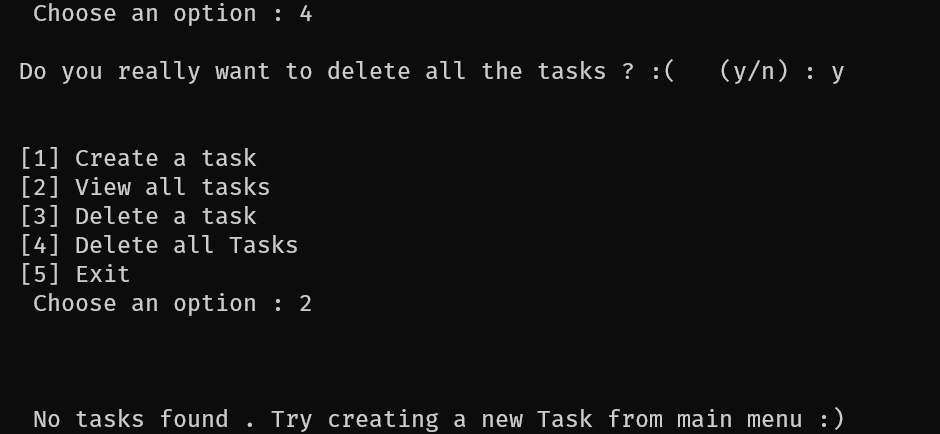 Choose an option : 4
Do you really want to delete all the tasks ? :(   (y/n) : y
[1] Create a task
[2] View all tasks
[3] Delete a task
[4] Delete all Tasks
[5] Exit
Choose an option : 2
No tasks found . Try creating a new Task from main menu :)